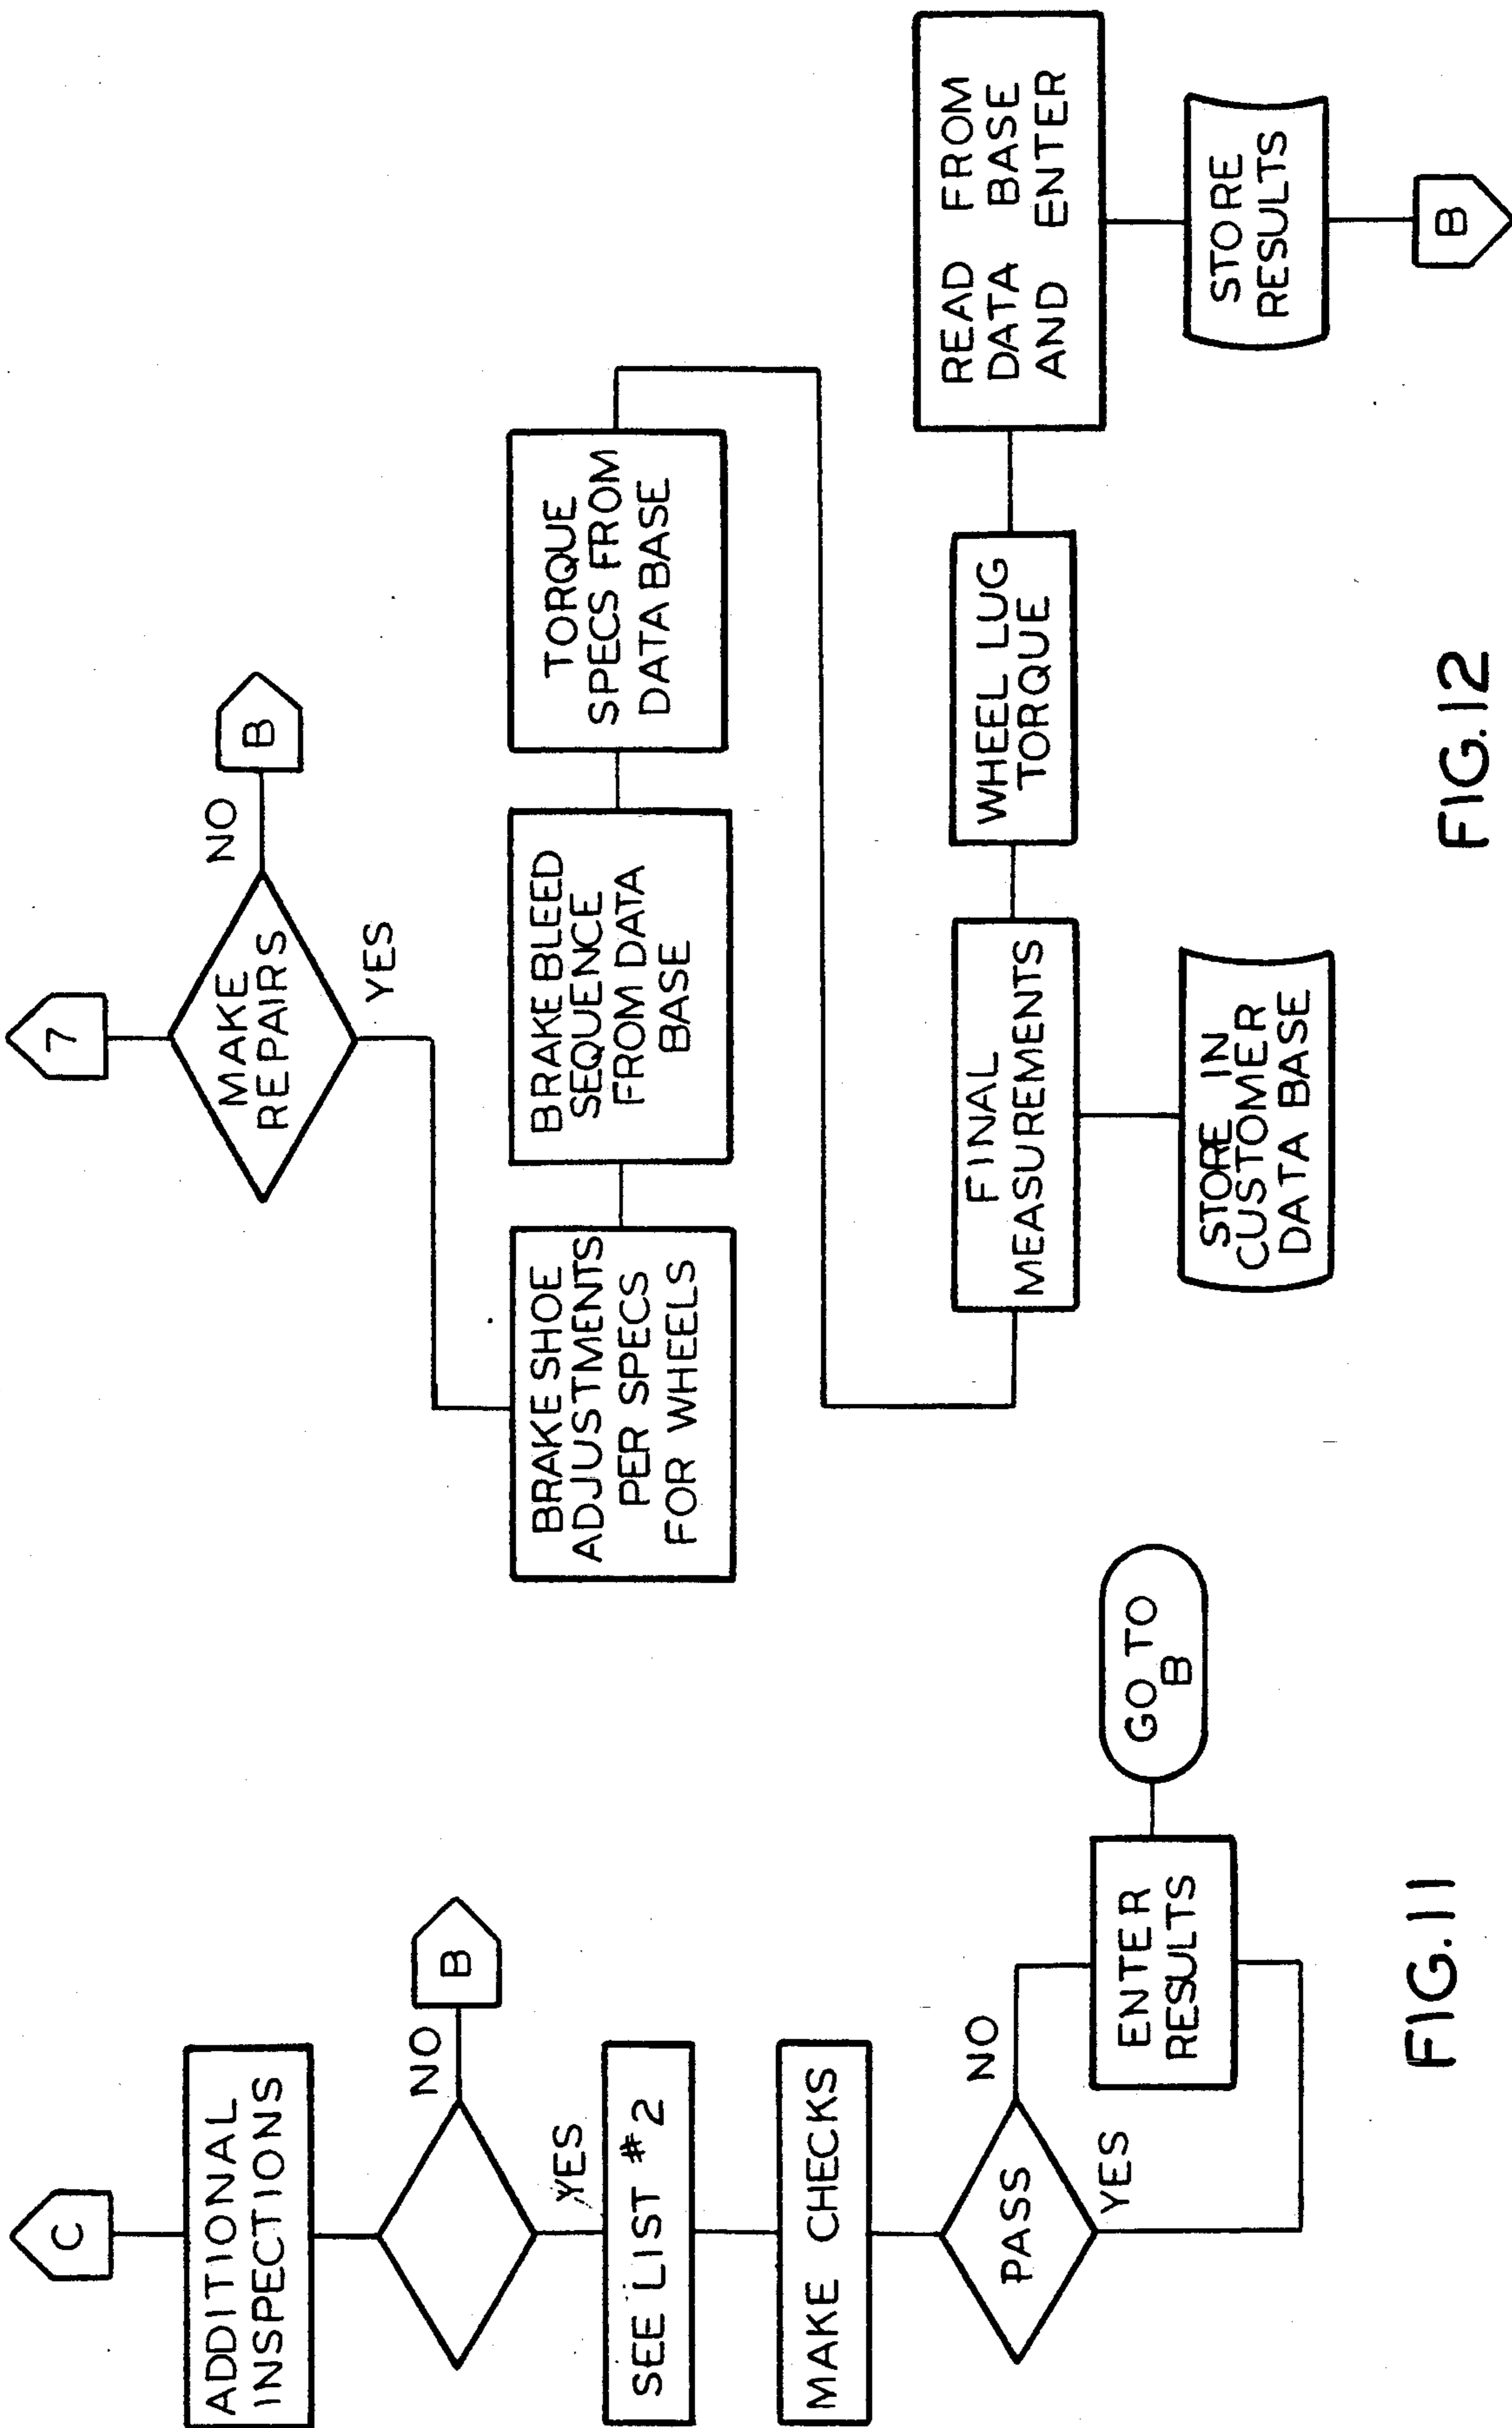 C
ADDITIONAL
INSPECTIONS
NO
B
YES
SEE LIST #2
MAKE CHECKS
PASS
NO
YES
ENTER
RESULTS
GO TO
B
FIG.11
7
MAKE
REPAIRS
NO
B
YES
BRAKE SHOE
ADJUSTMENTS
PER SPECS
FOR WHEELS
BRAKE BLEED
SEQUENCE
FROM DATA
BASE
TORQUE
SPECS FROM
DATA BASE
FINAL
MEASUREMENTS
STORE IN
CUSTOMER
DATA BASE
WHEEL LUG
TORQUE
READ FROM
DATA BASE
AND ENTER
STORE
RESULTS
B
FIG.12